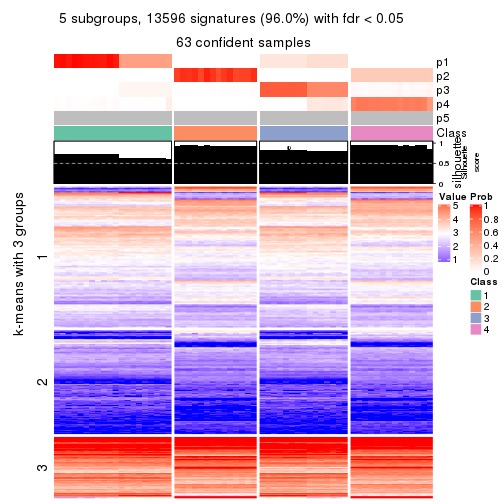 5 subgroups, 13596 signatures (96.0%) with fdr < 0.05
63 confident samples
p1
p2
p3
p4
p5
Class
1
0.5
0
silhouette
silhouette
score
k-means with 3 groups
1
2
3
Value
5
4
3
2
1
Prob
1
0.8
0.6
0.4
0.2
0
Class
1
2
3
4